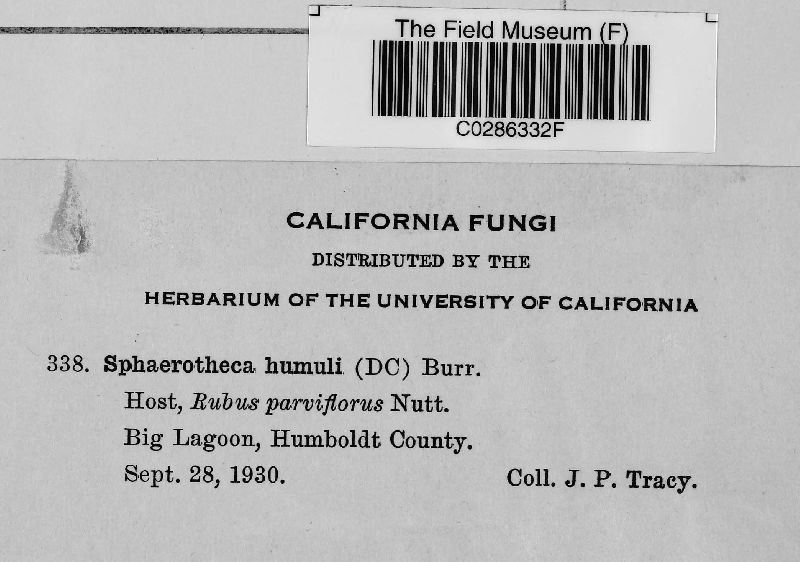 The Field Museum (F)
C0286332F
CALIFORNIA FUNGI
DISTRIBUTED BY THE
HERBARIUM OF THE UNIVERSITY OF CALIFORNIA
338. Sphaerotheca humuli (DC) Burr.
Host, Rubus parviflorus Nutt.
Big Lagoon, Humboldt County.
Sept. 28, 1930. Coll. J. P. Tracy.